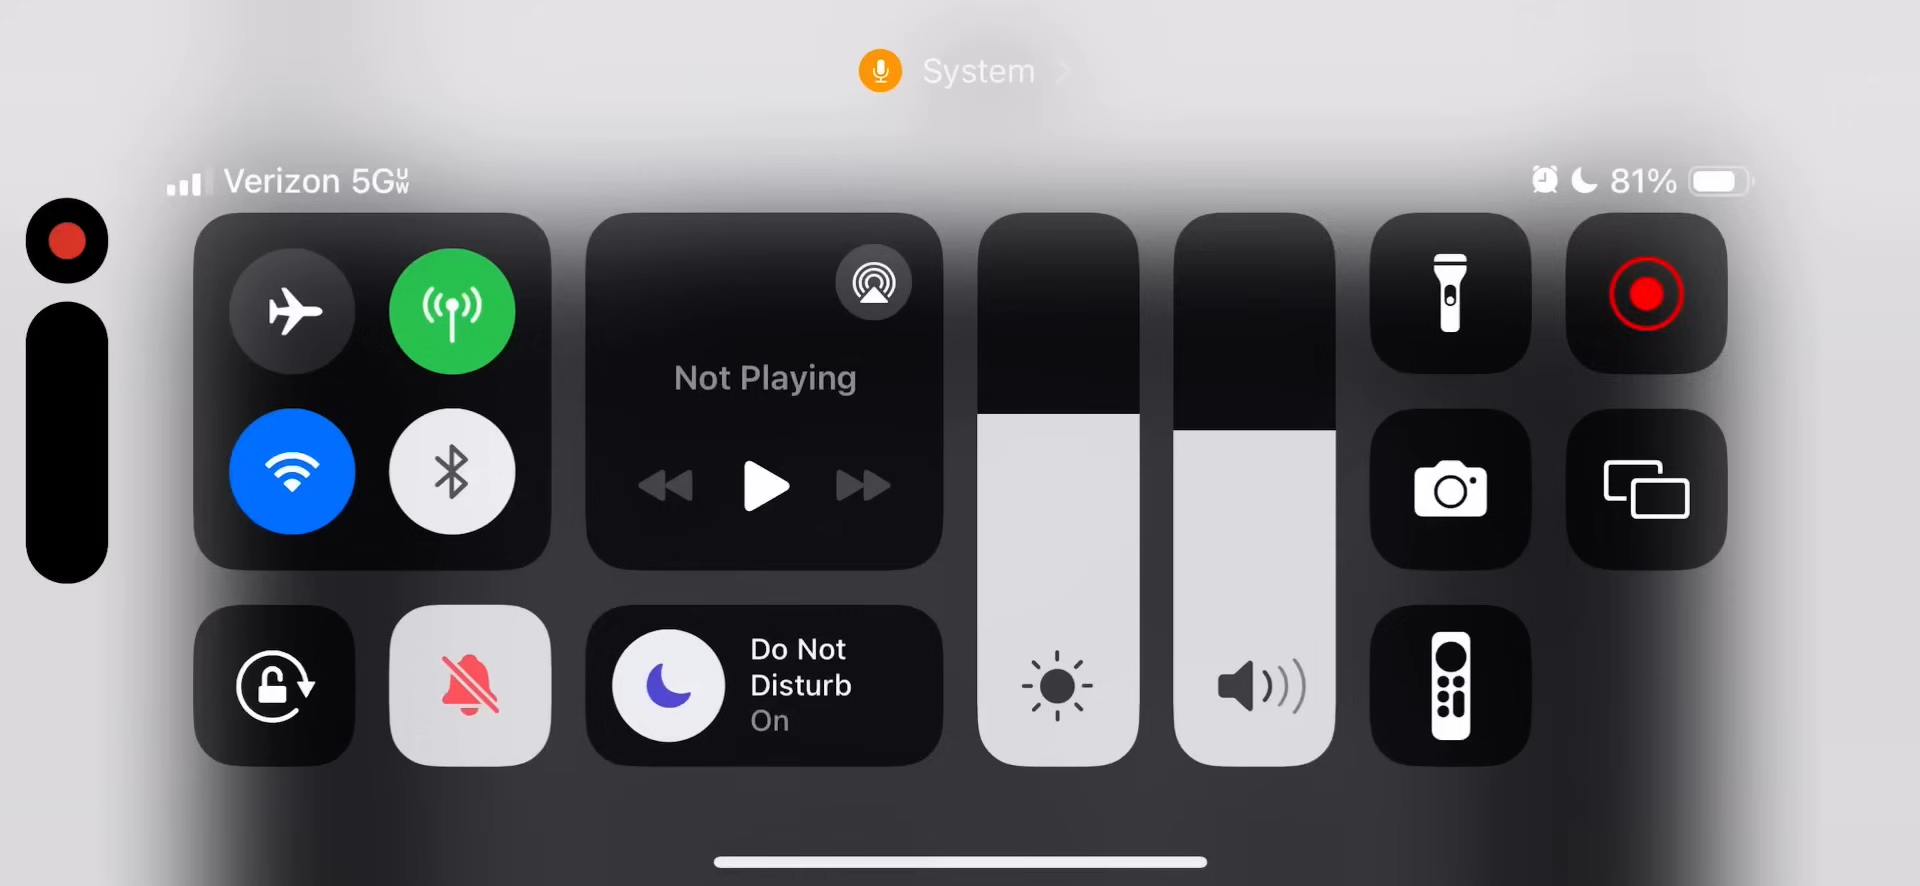 System
Verizon 5GUW
81%
Not Playing
Do Not
Disturb
On